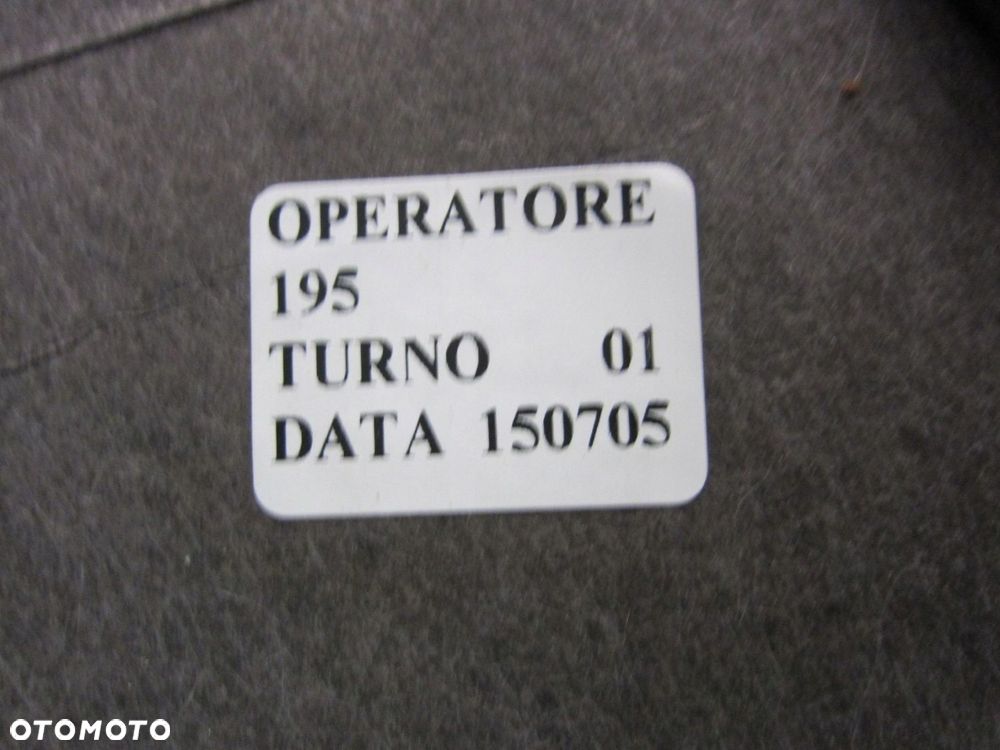 OPERATORE
195
TURNO 01
DATA 150705
OTOMOTO